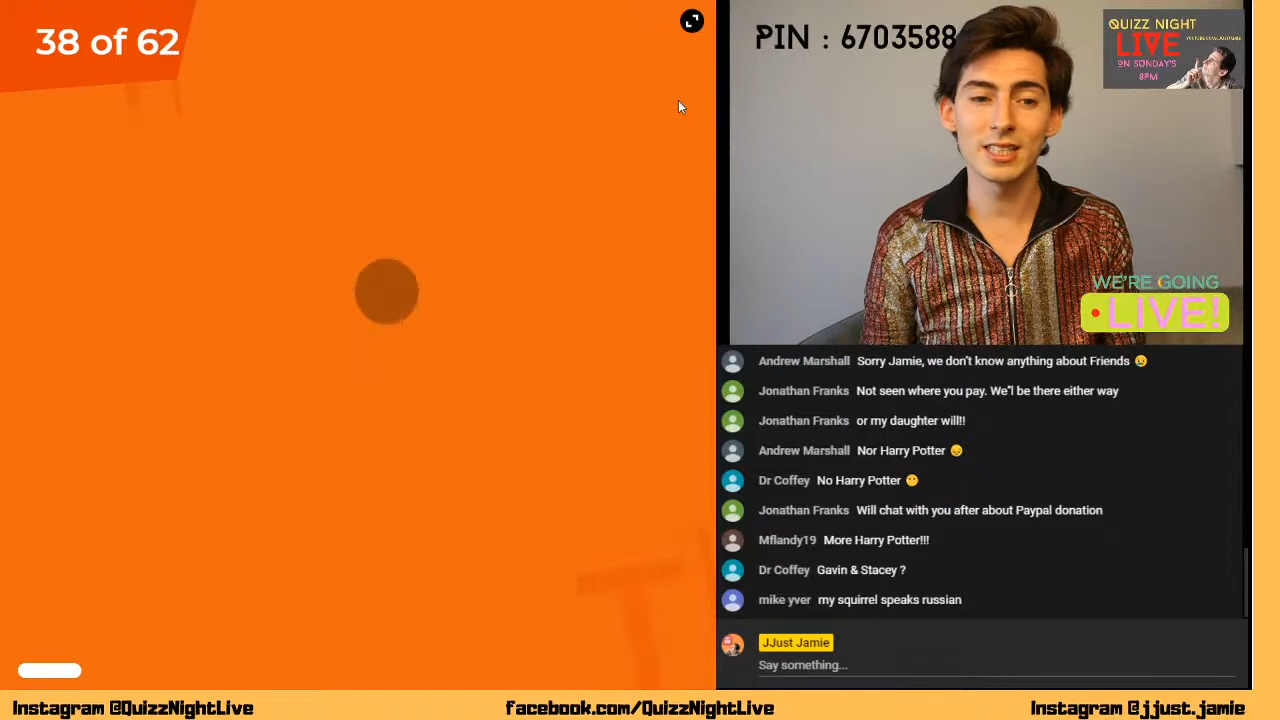 38 of 62
PIN : 6703588
QUIZZ NIGHT
LIVE
ON SUNDAY'S
8PM
WE'RE GOING
LIVE!
Andrew Marshall Sorry Jamie, we don't know anything about Friends 😢
Jonathan Franks Not seen where you pay. We"l be there either way
Jonathan Franks or my daughter will!!
Andrew Marshall Nor Harry Potter 😞
Dr Coffey No Harry Potter 😬
Jonathan Franks Will chat with you after about Paypal donation
Mflandy19 More Harry Potter!!!
Dr Coffey Gavin & Stacey ?
mike yver my squirrel speaks russian
JJust Jamie
Say something...
Instagram @QuizzNightLive
facebook.com/QuizzNightLive
Instagram @jjust.jamie